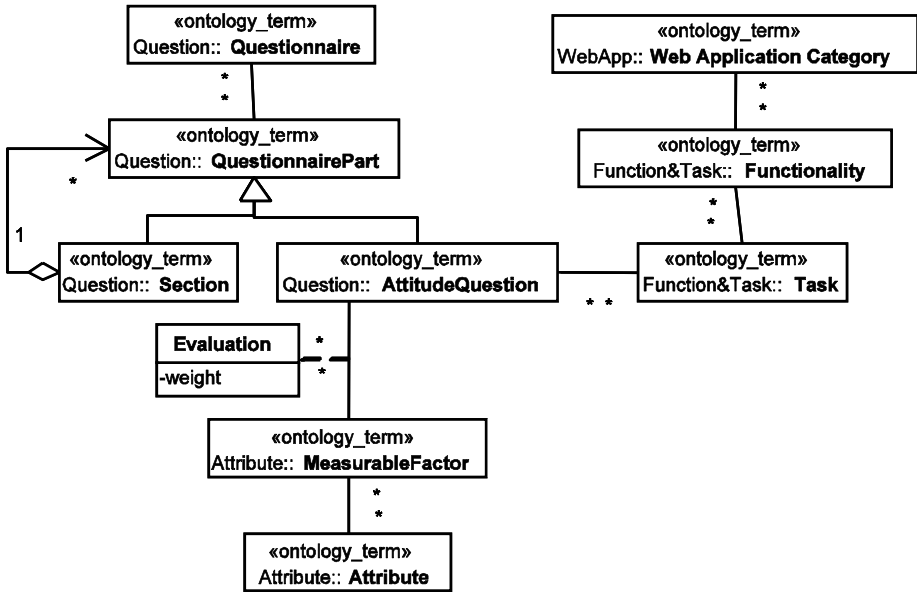 «ontology_term»
Question:: Questionnaire
*
*
«ontology_term»
Question:: QuestionnairePart
*
1
«ontology_term»
Question:: Section
«ontology_term»
Question:: AttitudeQuestion
* *
«ontology_term»
WebApp:: Web Application Category
*
*
«ontology_term»
Function&Task:: Functionality
*
*
«ontology_term»
Function&Task:: Task
Evaluation
-weight
*
*
«ontology_term»
Attribute:: MeasurableFactor
*
*
«ontology_term»
Attribute:: Attribute